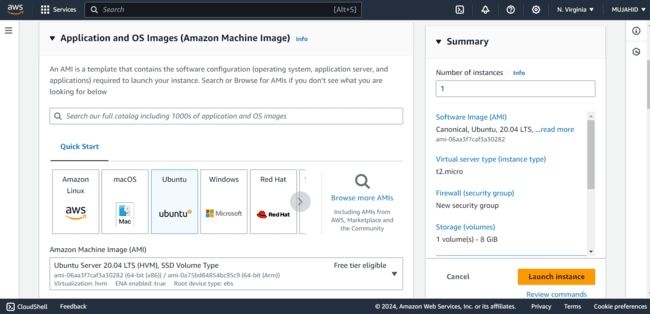 aws
Services
Search
[Alt+S]
N. Virginia
MUJAHID
Application and OS Images (Amazon Machine Image)
Info
An AMI is a template that contains the software configuration (operating system, application server, and
applications) required to launch your instance. Search or Browse for AMIs if you don't see what you are
looking for below
Search our full catalog including 1000s of application and OS images
Quick Start
Amazon
Linux
aws
macOS
Mac
Ubuntu
ubuntu
Windows
Microsoft
Red Hat
Red Hat
Browse more AMIs
Including AMIs from
AWS, Marketplace and
the Community
Amazon Machine Image (AMI)
Ubuntu Server 20.04 LTS (HVM), SSD Volume Type
Free tier eligible
ami-06aa3f7caf3a30282 (64-bit (x86)) / ami-0a75bd84854bc95c9 (64-bit (Arm))
Virtualization: hvm ENA enabled: true Root device type: ebs
Summary
Number of instances
Info
1
Software Image (AMI)
Canonical, Ubuntu, 20.04 LTS, ...read more
ami-06aa3f7caf3a30282
Virtual server type (instance type)
t2.micro
Firewall (security group)
New security group
Storage (volumes)
1 volume(s) - 8 GiB
Cancel
Launch instance
Review commands
CloudShell
Feedback
© 2024, Amazon Web Services, Inc. or its affiliates.
Privacy
Terms
Cookie preferences